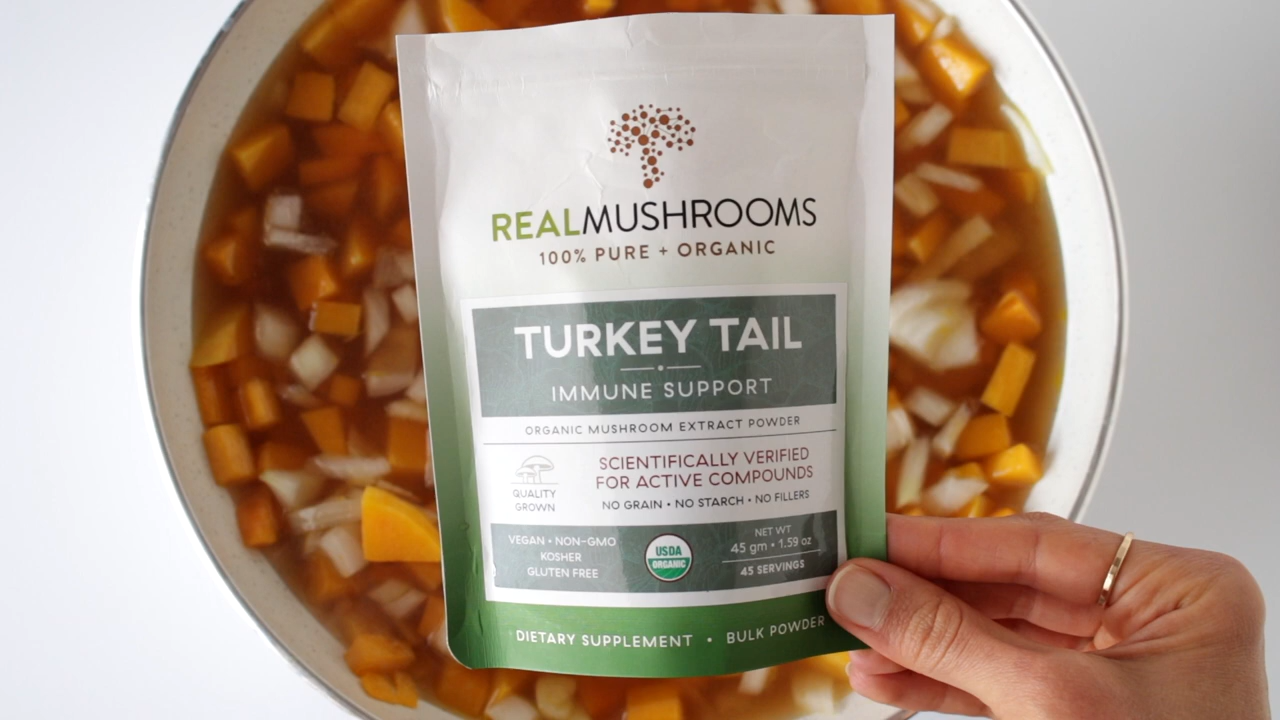 REALMUSHROOMS
100% PURE + ORGANIC
TURKEY TAIL
IMMUNE SUPPORT
ORGANIC MUSHROOM EXTRACT POWDER
QUALITY
GROWN
SCIENTIFICALLY VERIFIED
FOR ACTIVE COMPOUNDS
NO GRAIN • NO STARCH • NO FILLERS
VEGAN • NON-GMO
KOSHER
GLUTEN FREE
USDA
ORGANIC
NET WT
45 gm • 1.59 oz
45 SERVINGS
DIETARY SUPPLEMENT • BULK POWDER